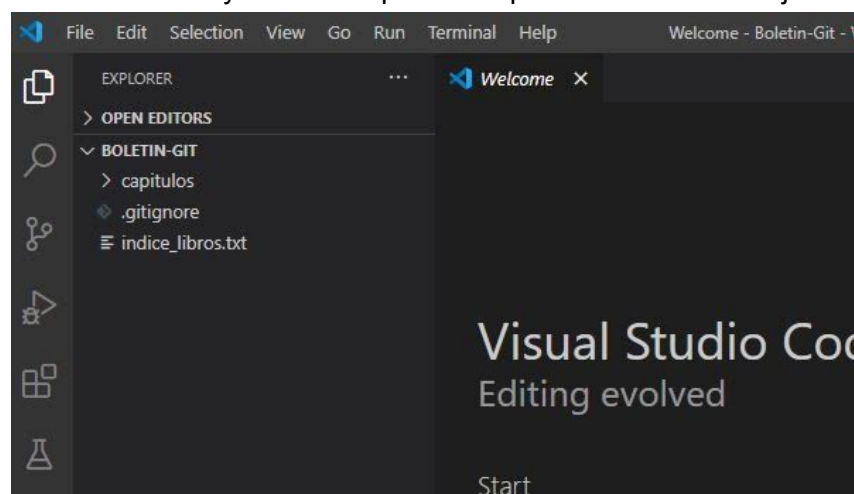 File Edit Selection View Go Run Terminal Help Welcome - Boletin-Git -
EXPLORER ... Welcome ×
> OPEN EDITORS
BOLETIN-GIT
> capitulos
.gitignore
indice_libros.txt
Visual Studio
Editing evolved
Start